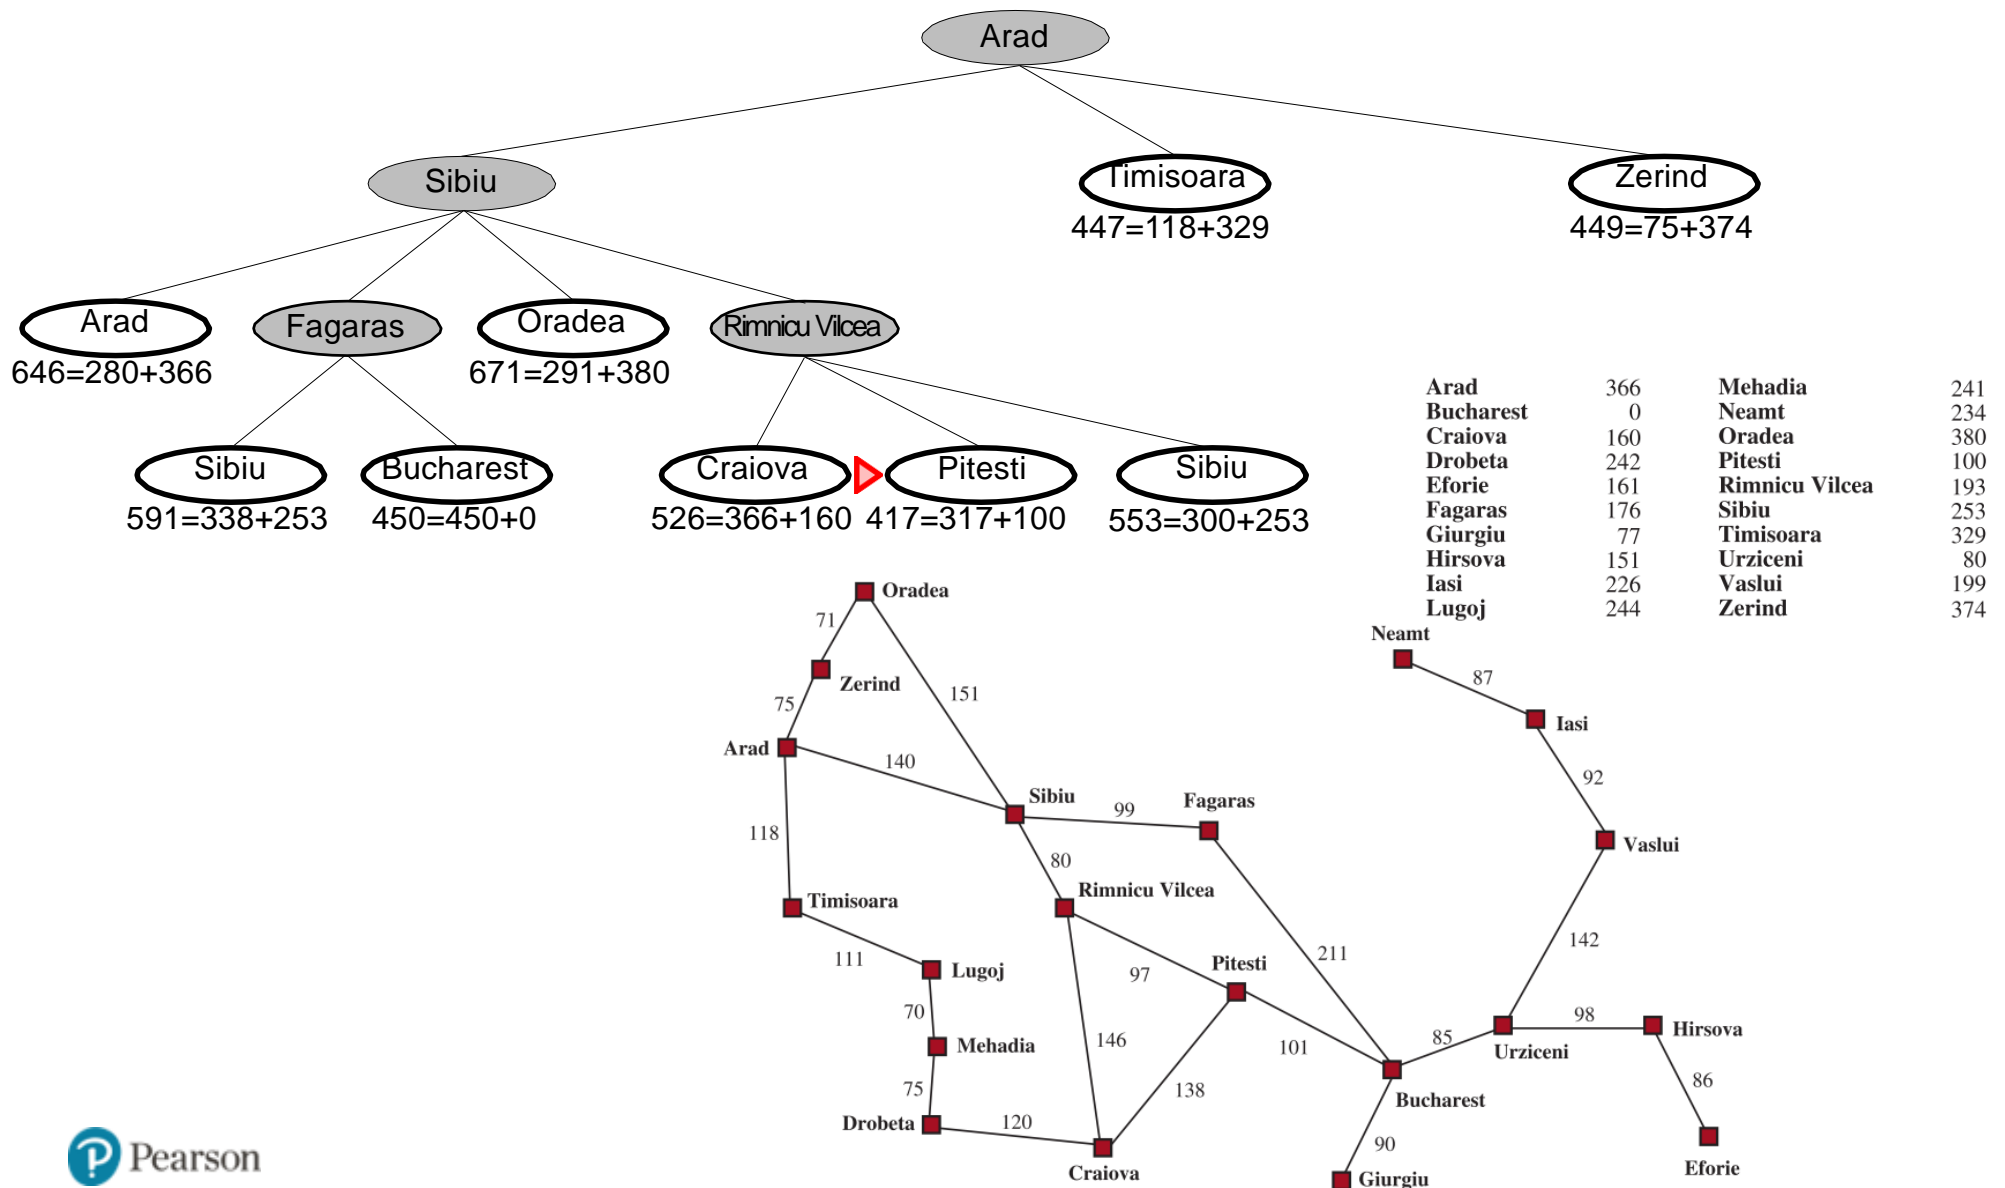 Arad
Sibiu
Timisoara
Zerind
447=118+329
449=75+374
Arad
Fagaras
Oradea
Rimnicu Vilcea
646=280+366
671=291+380
Sibiu
Bucharest
Craiova
Pitesti
Sibiu
591=338+253
450=450+0
526=366+160
417=317+100
553=300+253
Arad 366 Mehadia 241
Bucharest 0 Neamt 234
Craiova 160 Oradea 380
Drobeta 242 Pitesti 100
Eforie 161 Rimnicu Vilcea 193
Fagaras 176 Sibiu 253
Giurgiu 77 Timisoara 329
Hirsova 151 Urziceni 80
Iasi 226 Vaslui 199
Lugoj 244 Zerind 374
Oradea
71
Neamt
87
Zerind
75
151
Iasi
Arad
140
92
Sibiu
99
Fagaras
118
Vaslui
80
Rimnicu Vilcea
Timisoara
142
211
111
Lugoj
97
Pitesti
70
98
Hirsova
Mehadia
146
101
85
Urziceni
75
138
86
Bucharest
Drobeta
120
90
Craiova
Giurgiu
Eforie
Pearson